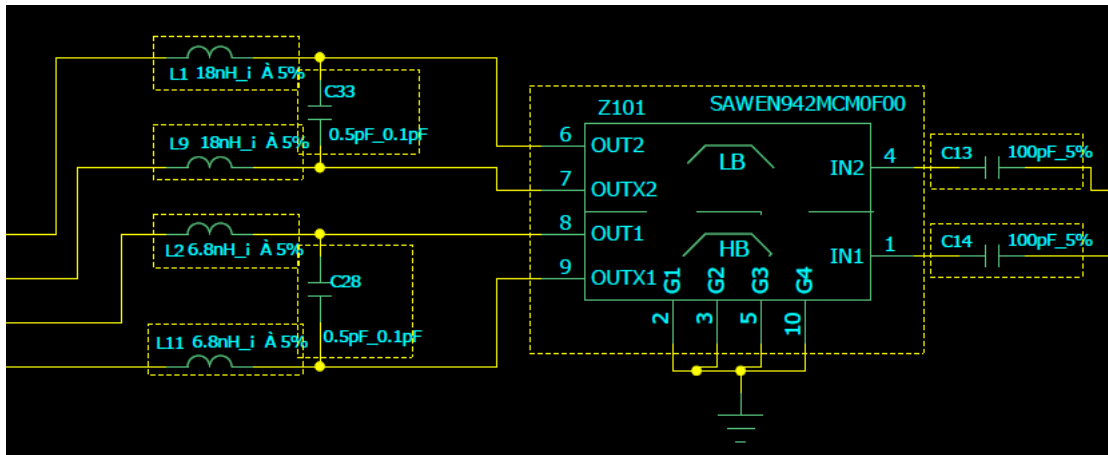 L1 18nH_i À 5%
C33
0.5pF_0.1pF
L9 18nH_i À 5%
L2 6.8nH_i À 5%
C28
0.5pF_0.1pF
L11 6.8nH_i À 5%
Z101 SAWEN942MCM0F00
6 OUT2
7 OUTX2
8 OUT1
9 OUTX1
LB
HB
IN2 4
IN1 1
G1 G2 G3 G4
2 3 5 10
C13 100pF_5%
C14 100pF_5%